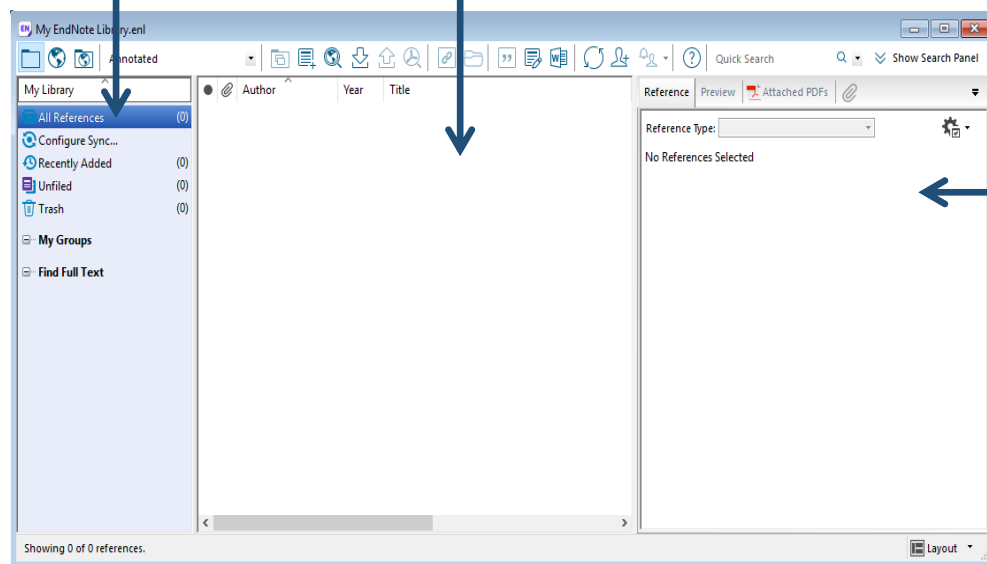 EN My EndNote Library.enl
Annotated Quick Search Show Search Panel
My Library
All References (0)
Configure Sync...
Recently Added (0)
Unfiled (0)
Trash (0)
My Groups
Find Full Text
Author Year Title
Reference Preview Attached PDFs
Reference Type:
No References Selected
Showing 0 of 0 references.
Layout